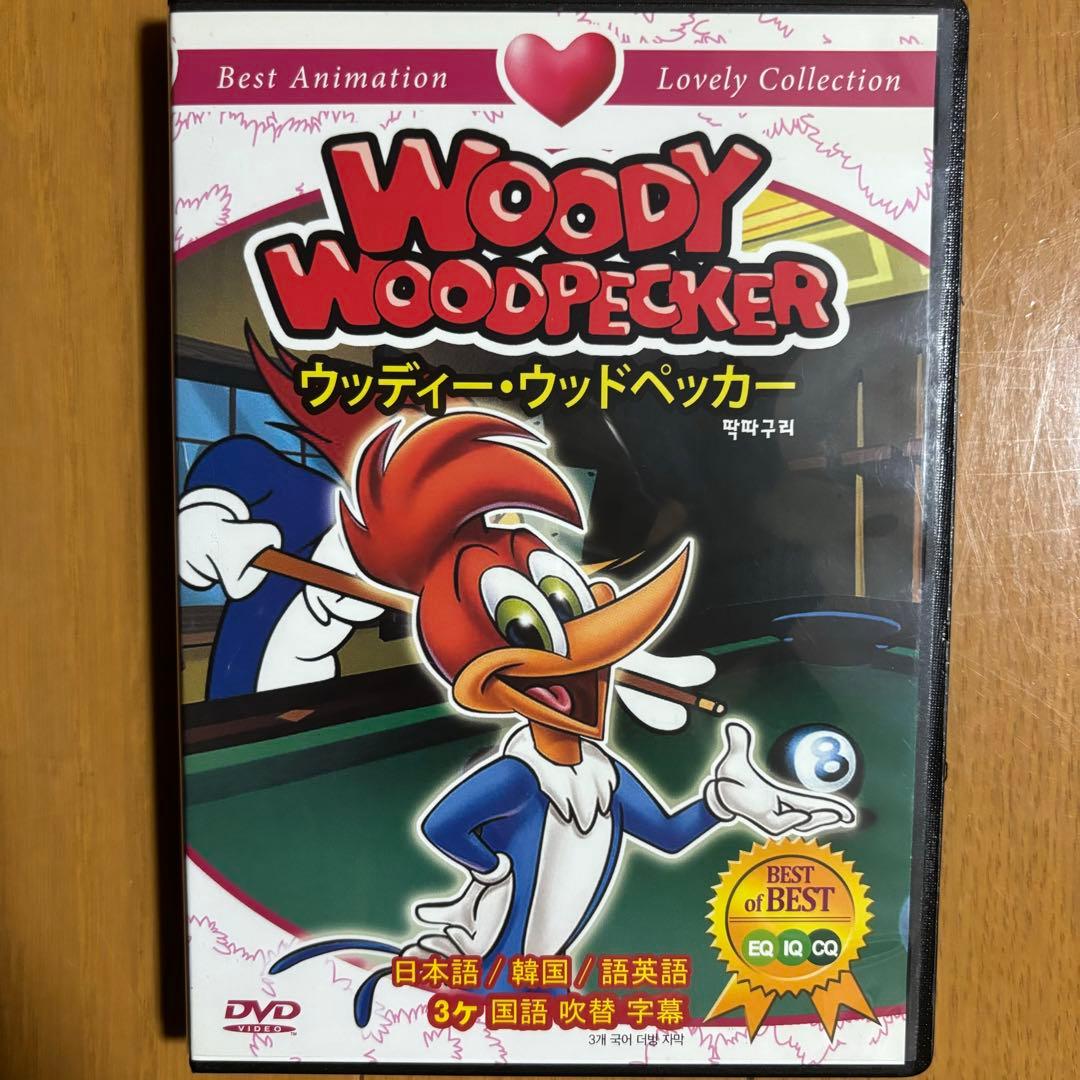 Best Animation
Lovely Collection
WOODY
WOODPECKER
ウッディー・ウッドペッカー
딱따구리
8
BEST
of BEST
EQ IQ CQ
日本語/韓国/語英語
3ヶ国語 吹替 字幕
3개 국어 더빙 자막
DVD
VIDEO